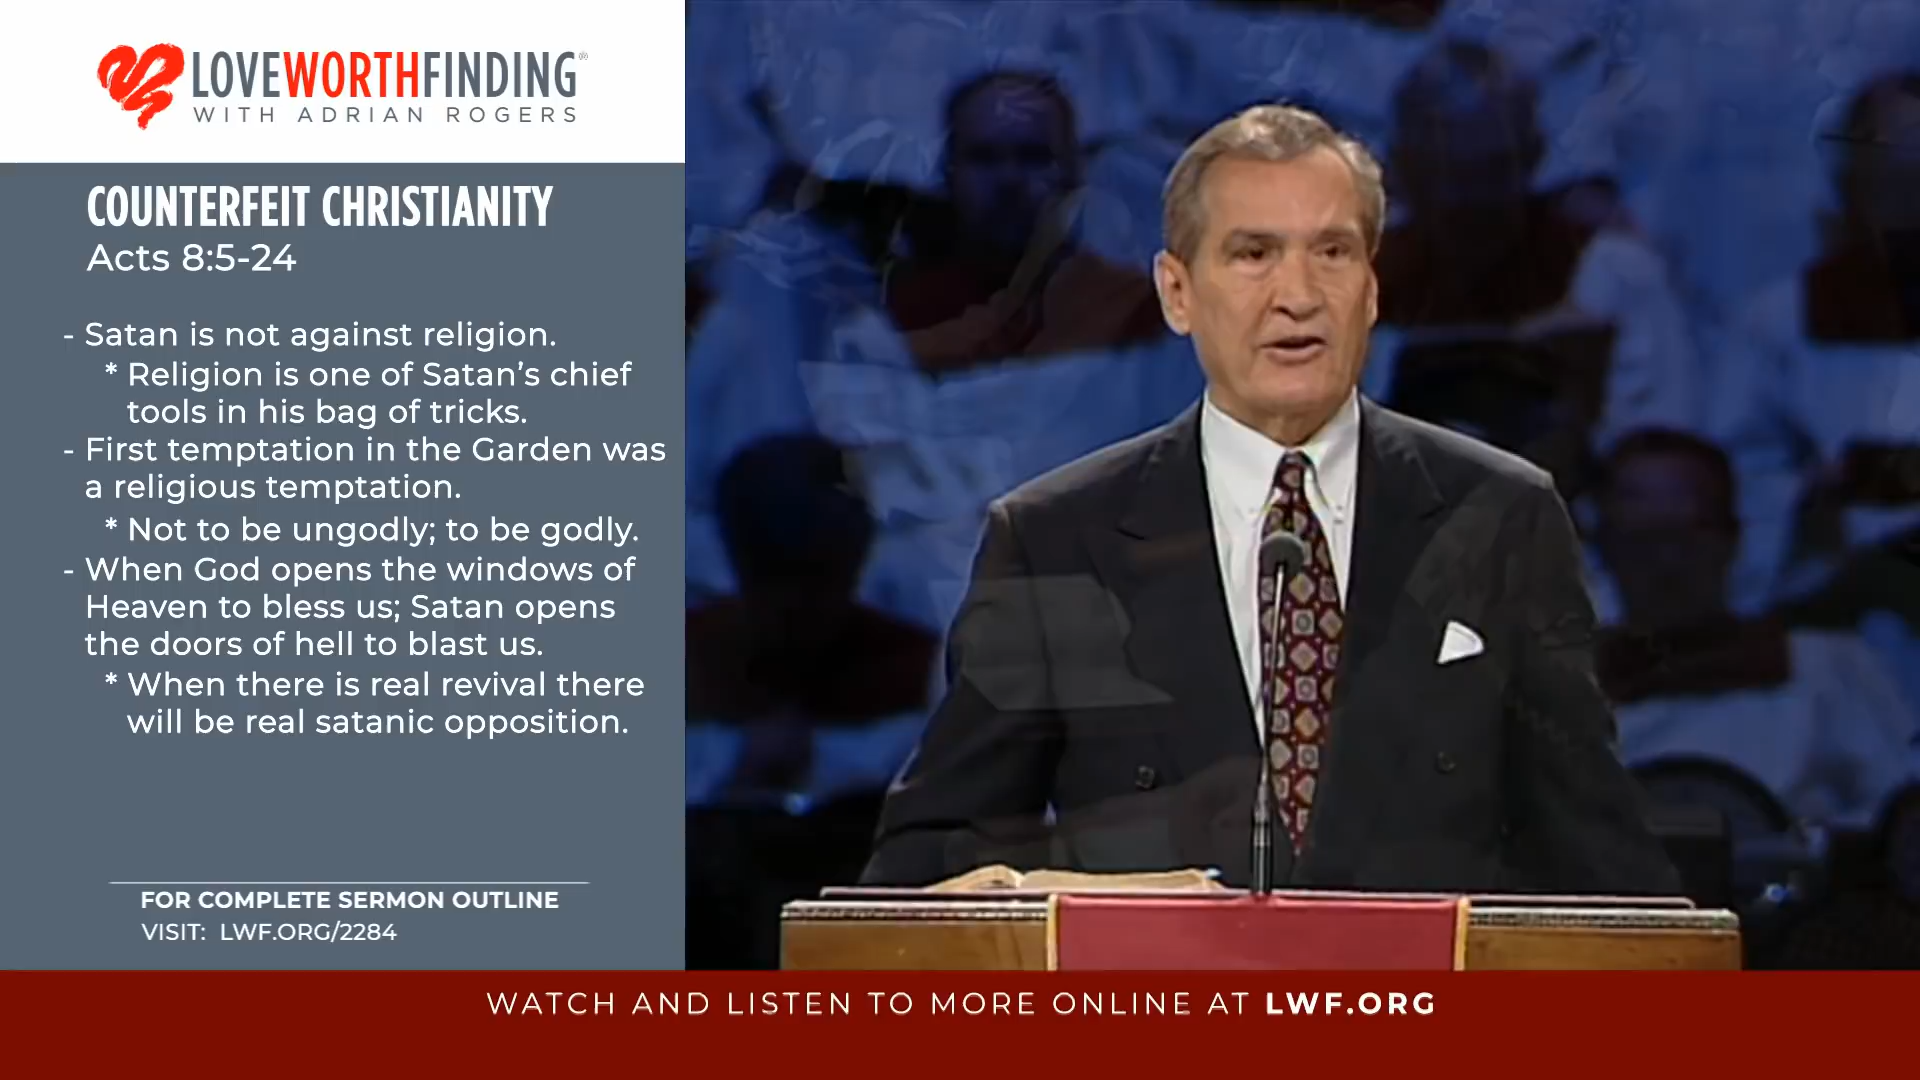 LOVEWORTHFINDING®
WITH ADRIAN ROGERS
COUNTERFEIT CHRISTIANITY
Acts 8:5-24
- Satan is not against religion.
* Religion is one of Satan’s chief
tools in his bag of tricks.
- First temptation in the Garden was
a religious temptation.
* Not to be ungodly; to be godly.
- When God opens the windows of
Heaven to bless us; Satan opens
the doors of hell to blast us.
* When there is real revival there
will be real satanic opposition.
FOR COMPLETE SERMON OUTLINE
VISIT: LWF.ORG/2284
WATCH AND LISTEN TO MORE ONLINE AT LWF.ORG